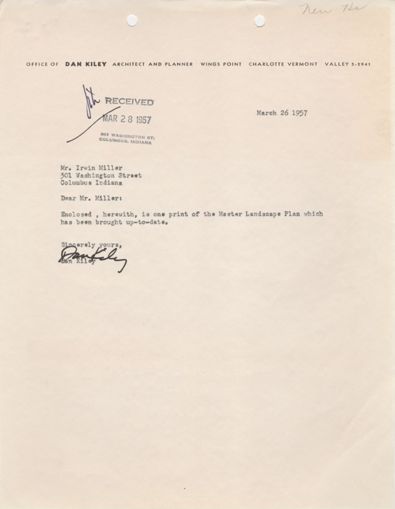 New Ho
OFFICE OF DAN KILEY ARCHITECT AND PLANNER WINGS POINT CHARLOTTE VERMONT VALLEY 5-2941
RECEIVED
MAR 28 1957
301 WASHINGTON ST.
COLUMBUS, INDIANA
March 26 1957
Mr. Irwin Miller
301 Washington Street
Columbus Indiana
Dear Mr. Miller:
Enclosed , herewith, is one print of the Master Landscape Plan which
has been brought up-to-date.
Sincerely yours,
Dan Kiley
Dan Kiley